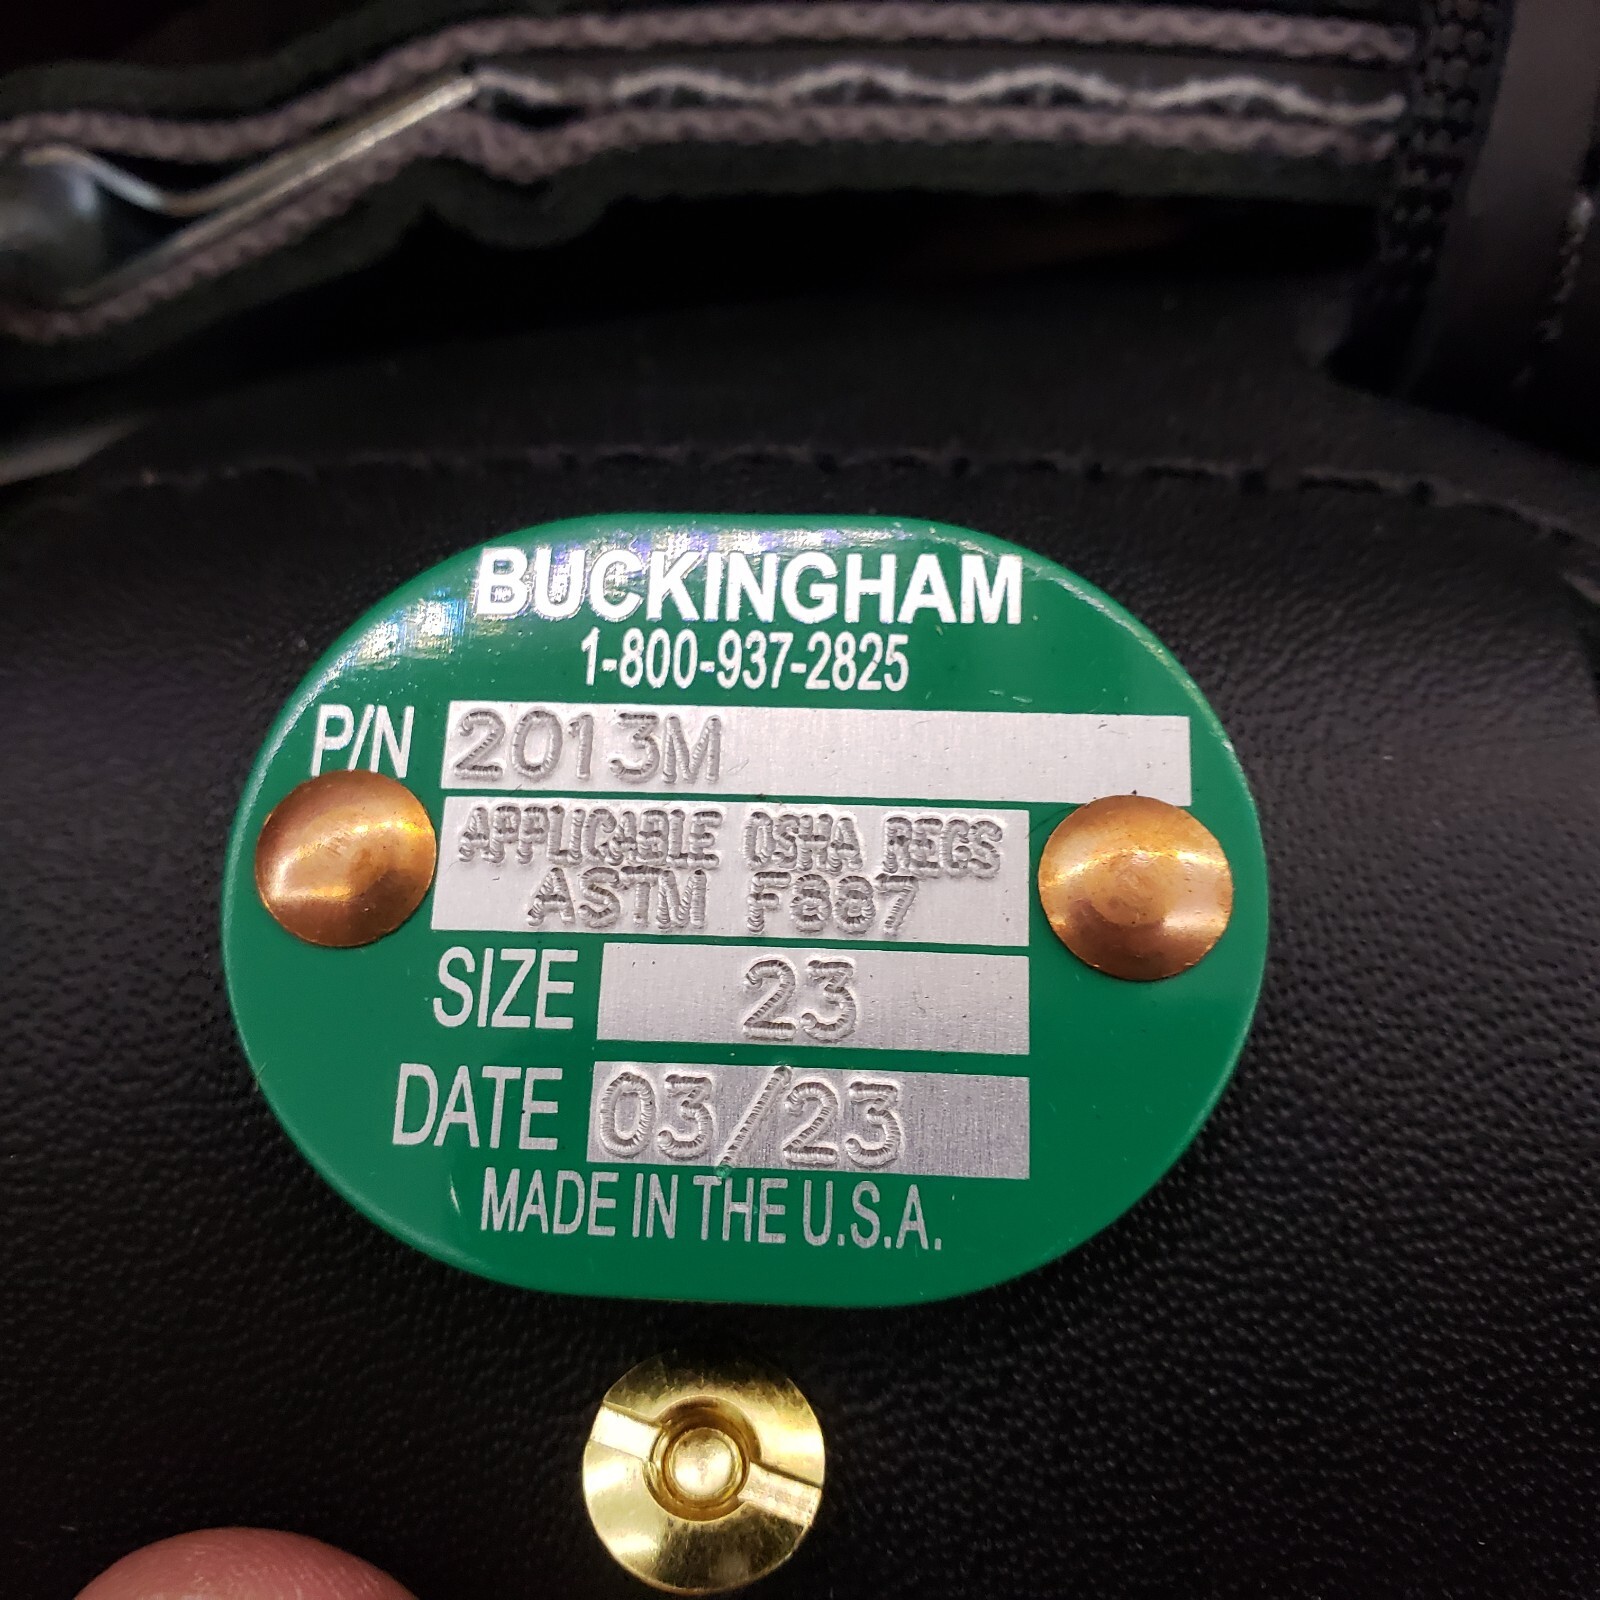 BUCKINGHAM
1-800-937-2825
P/N 2013M
APPLICABLE OSHA REGS
ASTM F887
SIZE 23
DATE 03/23
MADE IN THE U.S.A.